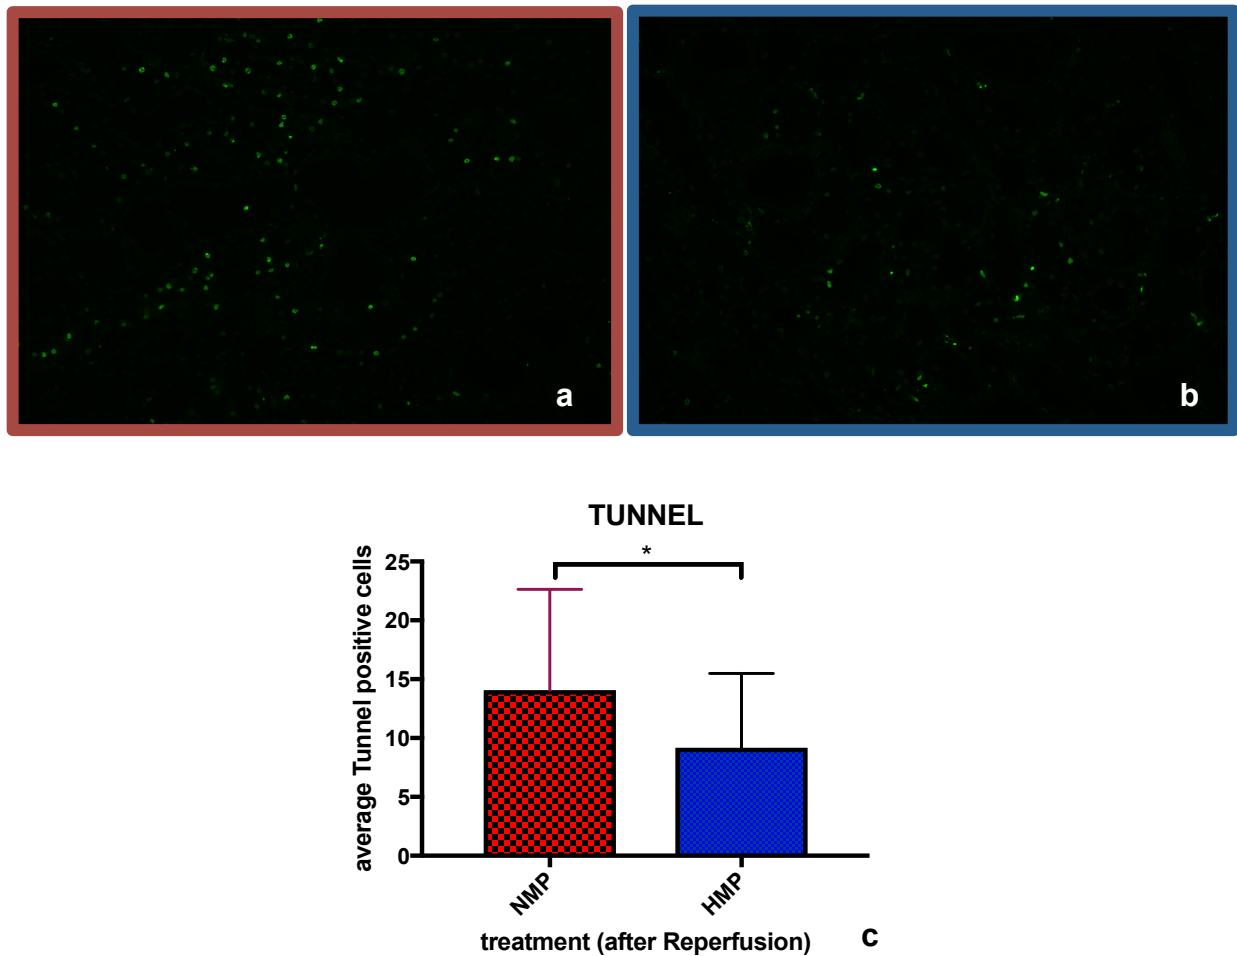 a
b
TUNNEL
*
average Tunnel positive cells
25
20
15
10
5
0
NMP
HMP
treatment (after Reperfusion)
c